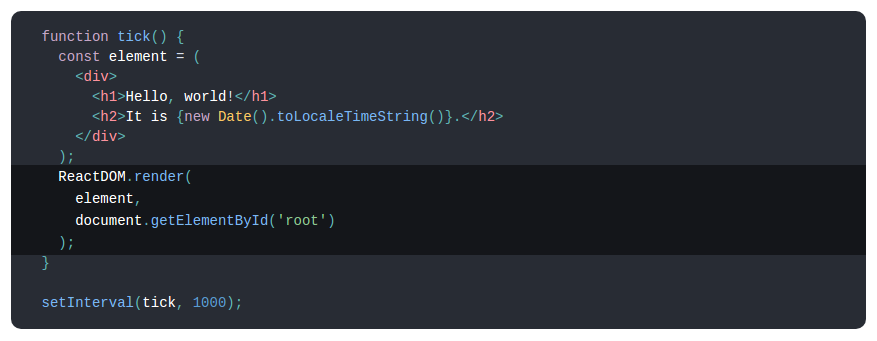 function tick() {
  const element = (
    <div>
      <h1>Hello, world!</h1>
      <h2>It is {new Date().toLocaleTimeString()}.</h2>
    </div>
  );
  ReactDOM.render(
    element,
    document.getElementById('root')
  );
}
setInterval(tick, 1000);